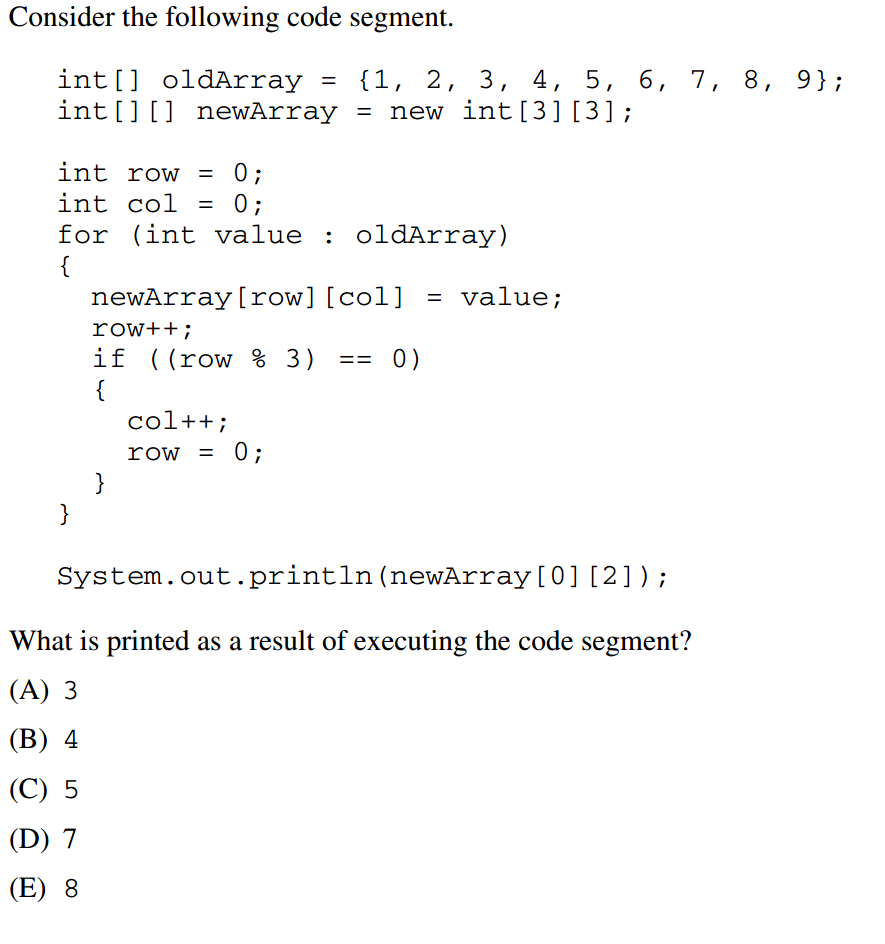 Consider the following code segment.
int[] oldArray = {1, 2, 3, 4, 5, 6, 7, 8, 9};
int[][] newArray = new int[3][3];
int row = 0;
int col = 0;
for (int value : oldArray)
{
newArray[row][col] = value;
row++;
if ((row % 3) == 0)
{
col++;
row = 0;
}
}
System.out.println(newArray[0][2]);
What is printed as a result of executing the code segment?
(A) 3
(B) 4
(C) 5
(D) 7
(E) 8